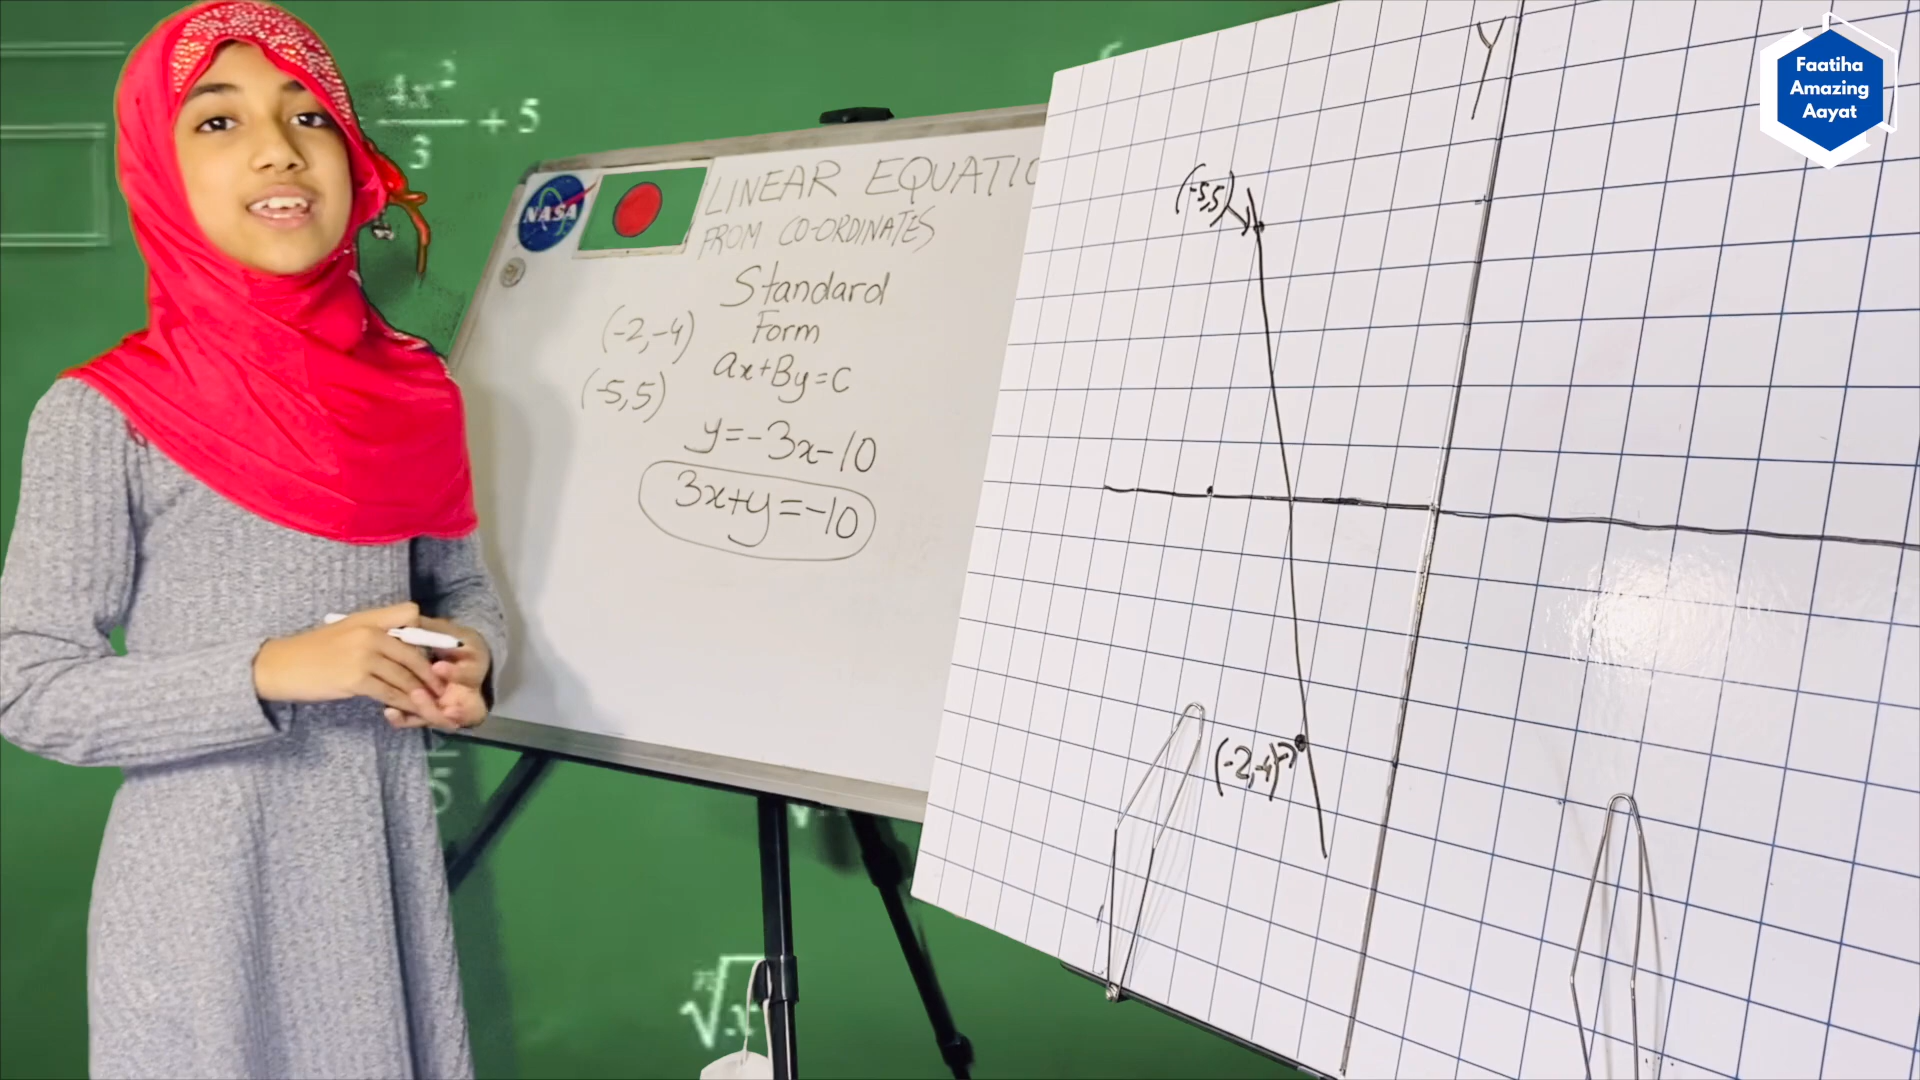 4x²
3
+ 5
NASA
LINEAR EQUATIO
FROM CO-ORDINATES
Standard
Form
ax+By=C
(-2,-4)
(-5,5)
y=-3x-10
3x+y=-10
Y
(-5,5)
(-2,-4)
5
√x
Faatiha
Amazing
Aayat